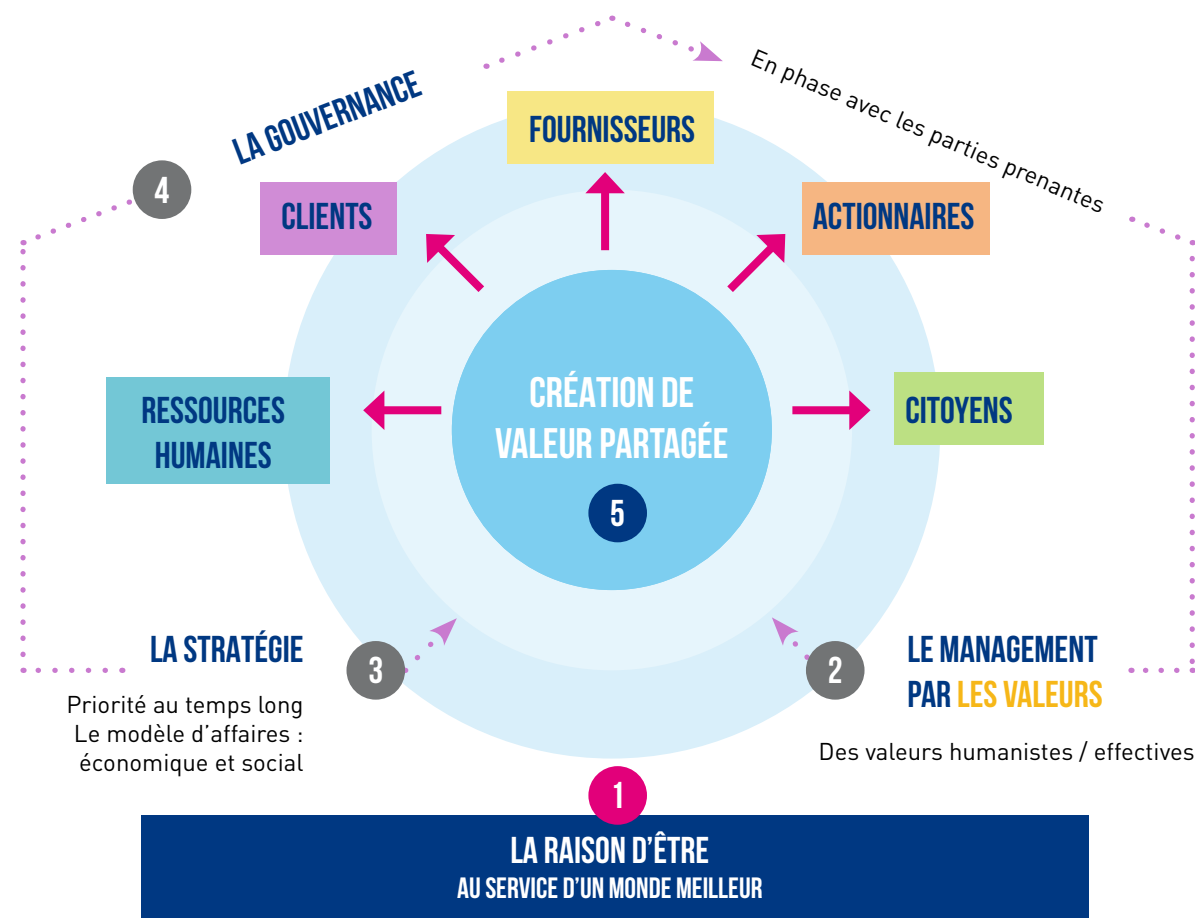 En phase avec les parties prenantes
LA GOUVERNANCE
4
FOURNISSEURS
CLIENTS
ACTIONNAIRES
RESSOURCES
HUMAINES
CRÉATION DE
VALEUR PARTAGÉE
5
CITOYENS
LA STRATÉGIE
3
Priorité au temps long
Le modèle d’affaires :
économique et social
2
LE MANAGEMENT
PAR LES VALEURS
Des valeurs humanistes / effectives
1
LA RAISON D’ÊTRE
AU SERVICE D’UN MONDE MEILLEUR